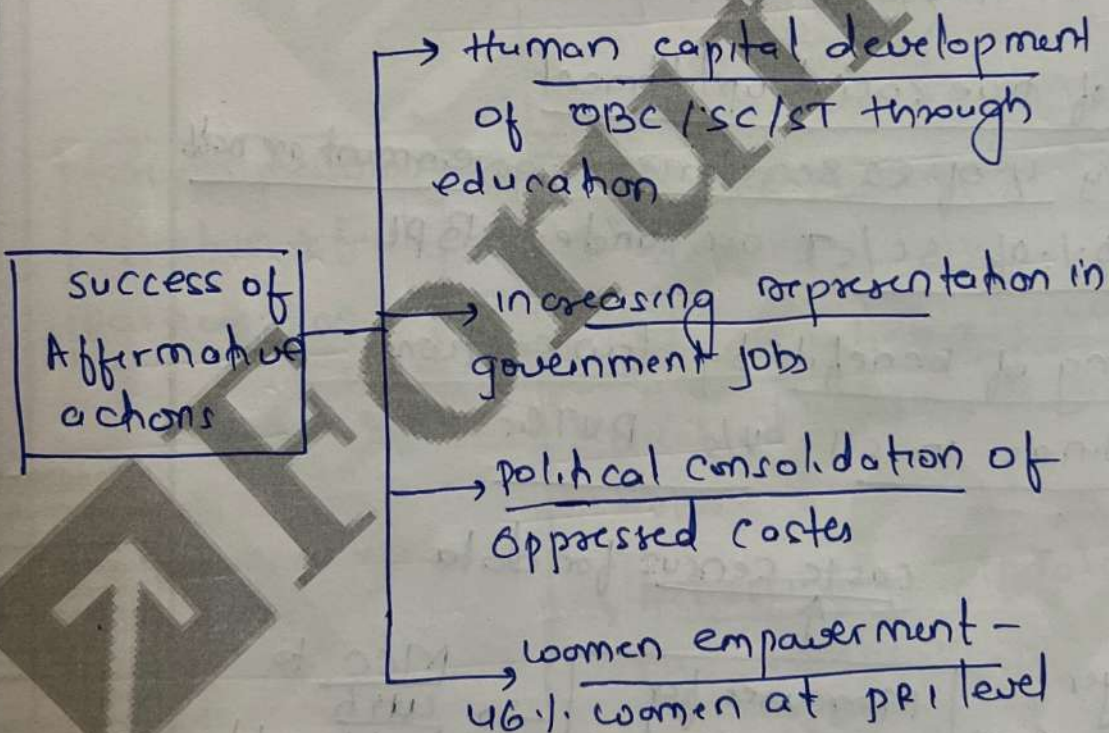 success of
Affirmative
actions
→ Human capital development
of OBC/SC/ST through
education
→ increasing representation in
government jobs
→ political consolidation of
oppressed castes
→ women empowerment -
46% women at PRI level
Forum